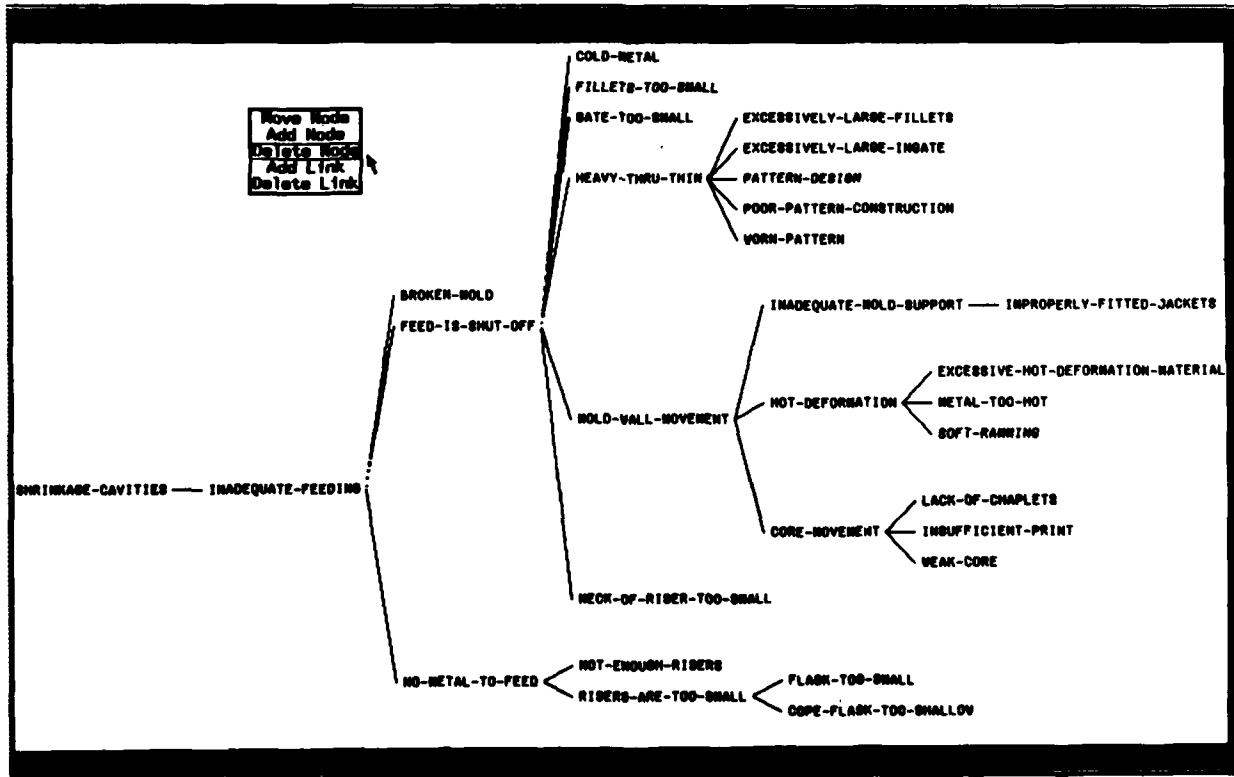 COLD-METAL
FILLETS-TOO-SMALL
GATE-TOO-SMALL
HEAVY-THRU-THIN
EXCESSIVELY-LARGE-FILLETS
EXCESSIVELY-LARGE-INGATE
PATTERN-DESIGN
POOR-PATTERN-CONSTRUCTION
WORN-PATTERN
Move Node
Add Node
Delete Node
Add Link
Delete Link
BROKEN-MOLD
FEED-IS-SHUT-OFF
INADEQUATE-MOLD-SUPPORT
IMPROPERLY-FITTED-JACKETS
MOLD-WALL-MOVEMENT
HOT-DEFORMATION
EXCESSIVE-HOT-DEFORMATION-MATERIAL
METAL-TOO-HOT
SOFT-RAMMING
SHRINKAGE-CAVITIES
INADEQUATE-FEEDING
CORE-MOVEMENT
LACK-OF-CHAPLETS
INSUFFICIENT-PRINT
WEAK-CORE
NECK-OF-RISER-TOO-SMALL
NO-METAL-TO-FEED
NOT-ENOUGH-RISERS
RISERS-ARE-TOO-SMALL
FLASK-TOO-SMALL
COPE-FLASK-TOO-SHALLOW